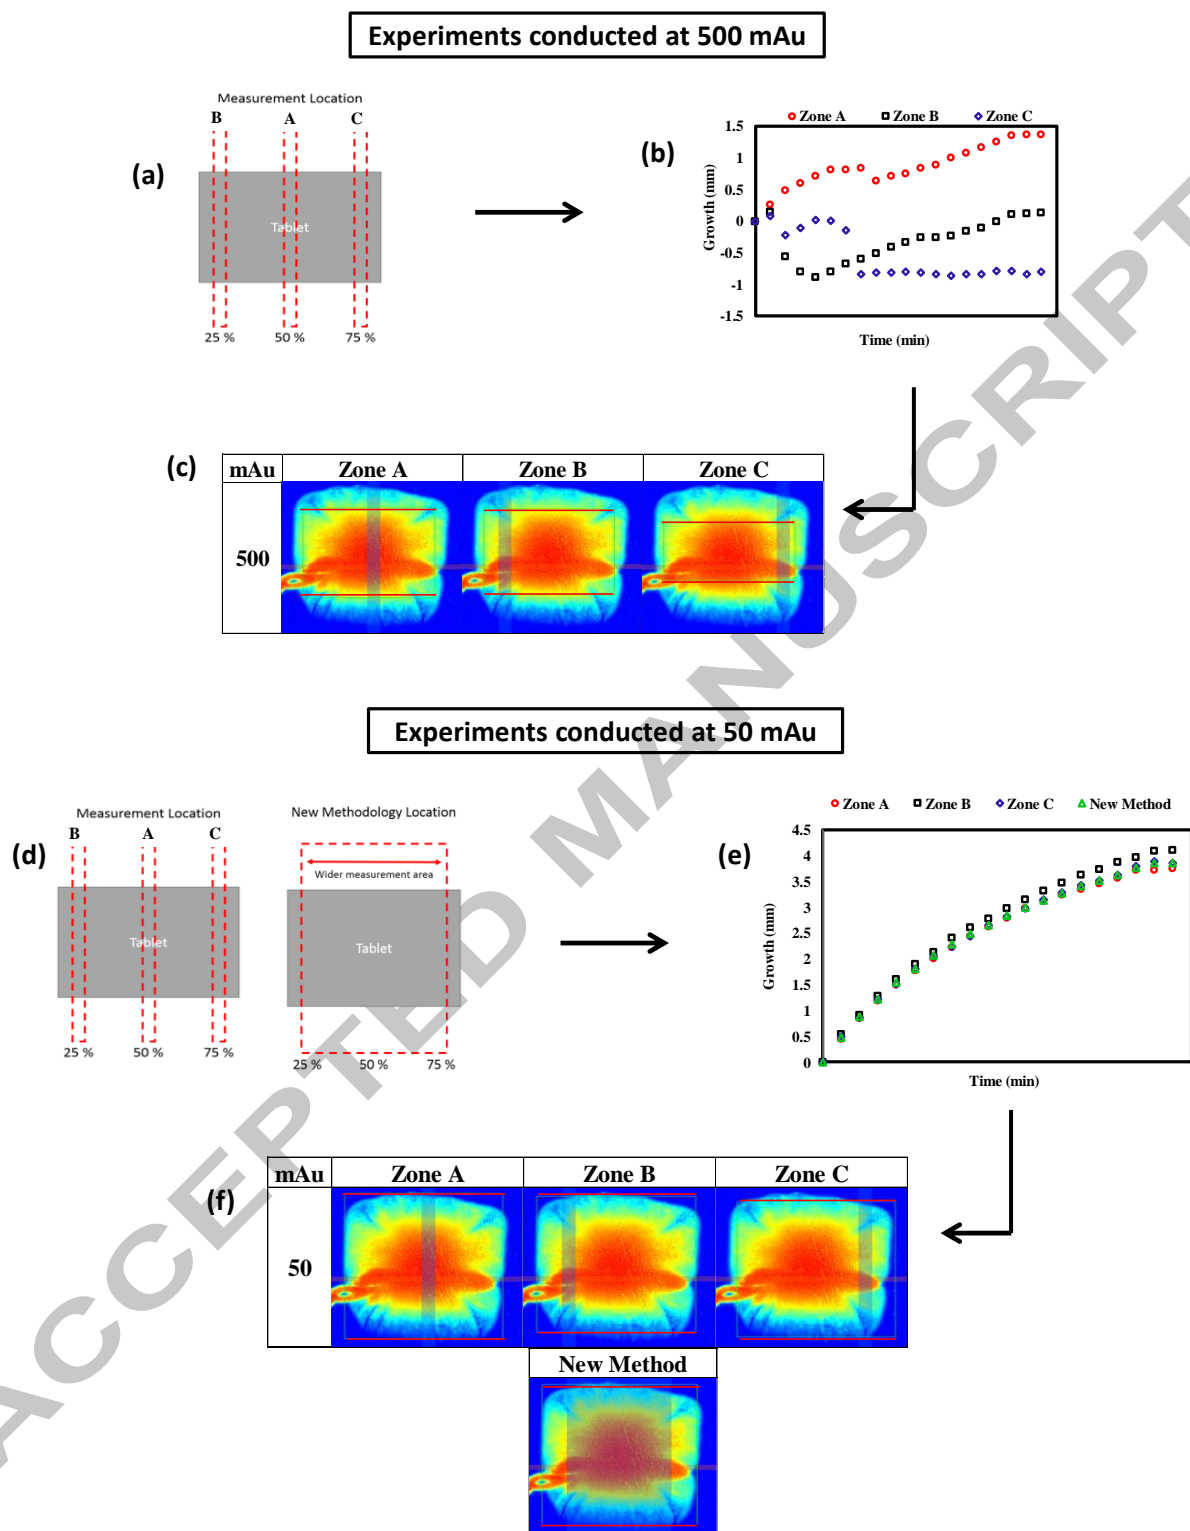 Experiments conducted at 500 mAu
Measurement Location
B A C
(a)
Tablet
25 % 50 % 75 %
(b)
Zone A Zone B Zone C
1.5
1
0.5
0
-0.5
-1
-1.5
Growth (mm)
Time (min)
(c)
mAu Zone A Zone B Zone C
500
Experiments conducted at 50 mAu
(d)
Measurement Location
B A C
Tablet
25 % 50 % 75 %
New Methodology Location
Wider measurement area
Tablet
25 % 50 % 75 %
(e)
Zone A Zone B Zone C New Method
4.5
4
3.5
3
2.5
2
1.5
1
0.5
0
Growth (mm)
Time (min)
(f)
mAu Zone A Zone B Zone C
50
New Method
ACCEPTED MANUSCRIPT